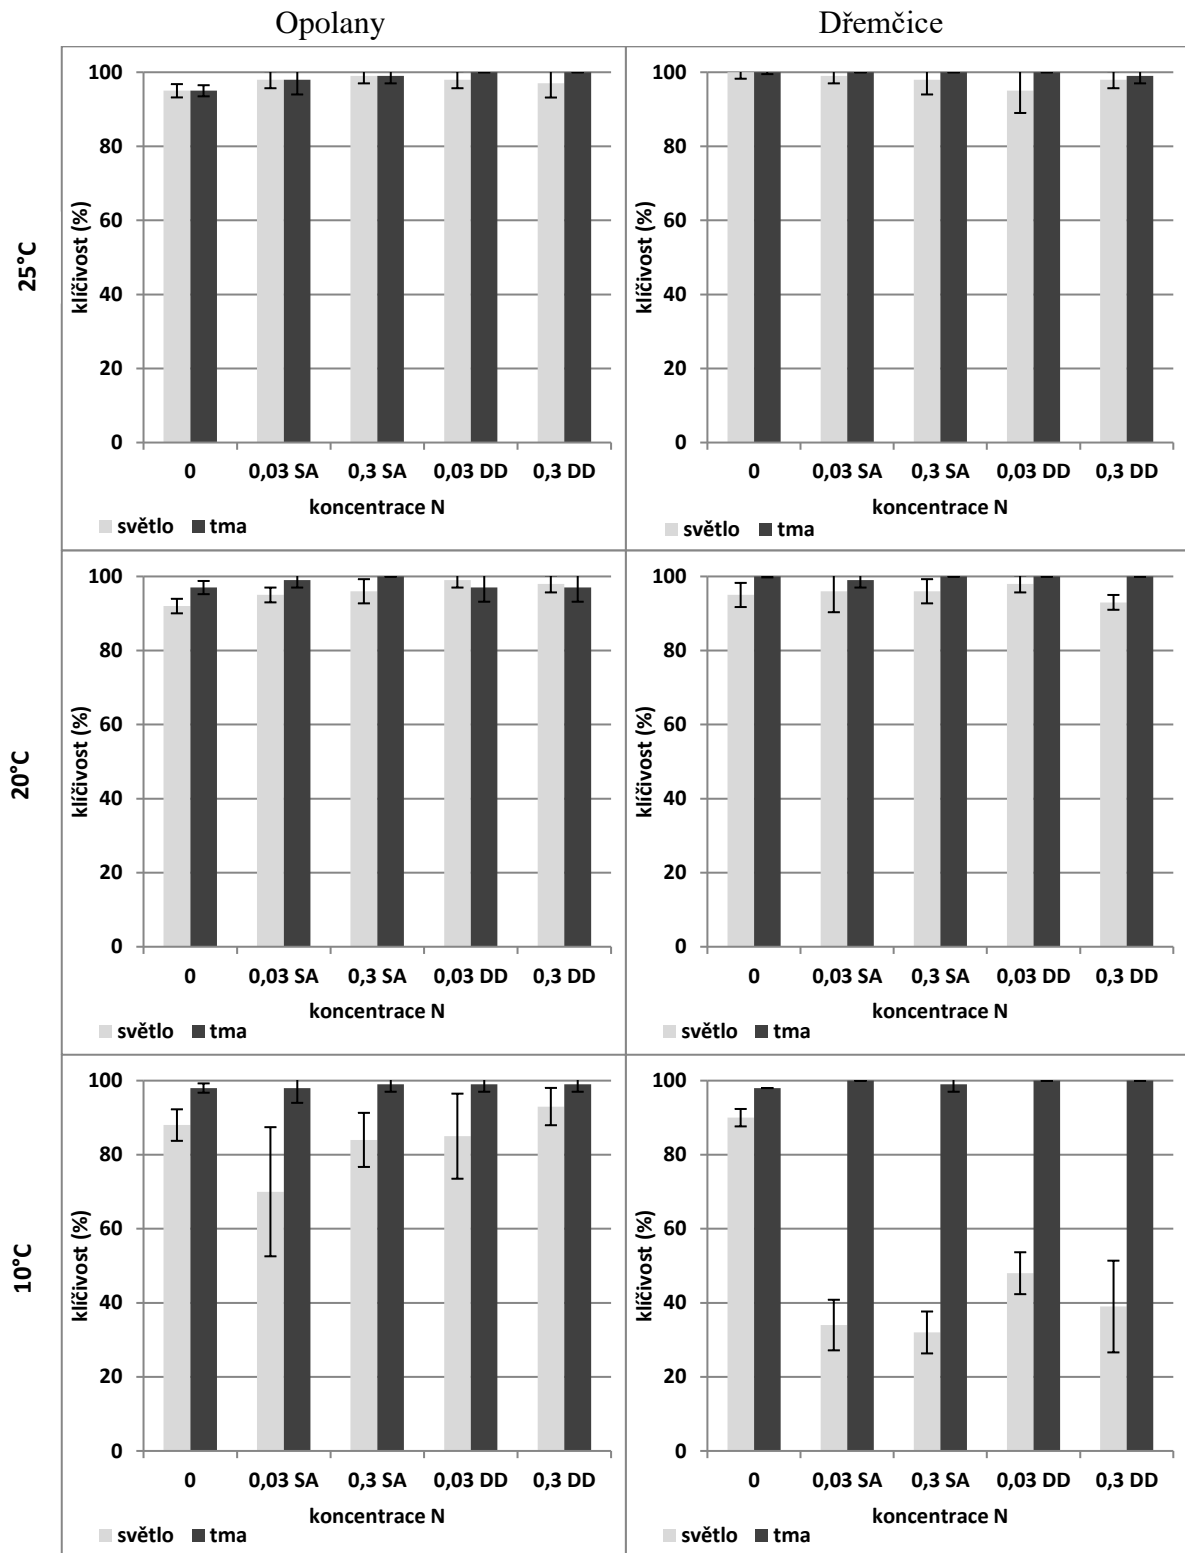 Opolany
Dřemčice
25°C
klíčivost (%)
100
80
60
40
20
0
0 0,03 SA 0,3 SA 0,03 DD 0,3 DD
koncentrace N
světlo tma
klíčivost (%)
100
80
60
40
20
0
0 0,03 SA 0,3 SA 0,03 DD 0,3 DD
koncentrace N
světlo tma
20°C
klíčivost (%)
100
80
60
40
20
0
0 0,03 SA 0,3 SA 0,03 DD 0,3 DD
koncentrace N
světlo tma
klíčivost (%)
100
80
60
40
20
0
0 0,03 SA 0,3 SA 0,03 DD 0,3 DD
koncentrace N
světlo tma
10°C
klíčivost (%)
100
80
60
40
20
0
0 0,03 SA 0,3 SA 0,03 DD 0,3 DD
koncentrace N
světlo tma
klíčivost (%)
100
80
60
40
20
0
0 0,03 SA 0,3 SA 0,03 DD 0,3 DD
koncentrace N
světlo tma